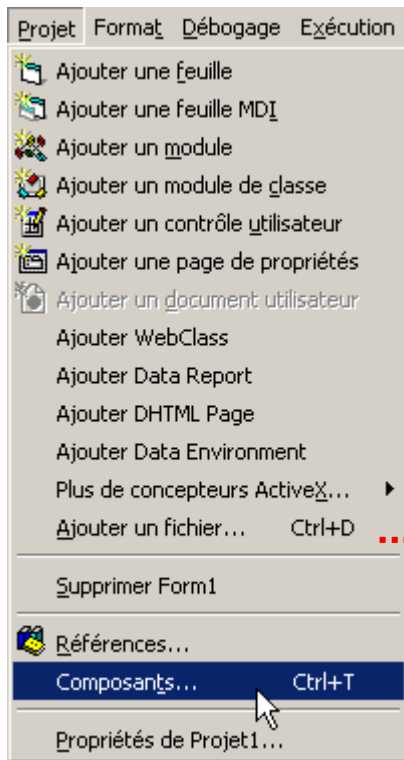 Projet Format Débogage Exécution
Ajouter une feuille
Ajouter une feuille MDI
Ajouter un module
Ajouter un module de classe
Ajouter un contrôle utilisateur
Ajouter une page de propriétés
Ajouter un document utilisateur
Ajouter WebClass
Ajouter Data Report
Ajouter DHTML Page
Ajouter Data Environment
Plus de concepteurs ActiveX...
Ajouter un fichier... Ctrl+D
Supprimer Form1
Références...
Composants... Ctrl+T
Propriétés de Projet1...